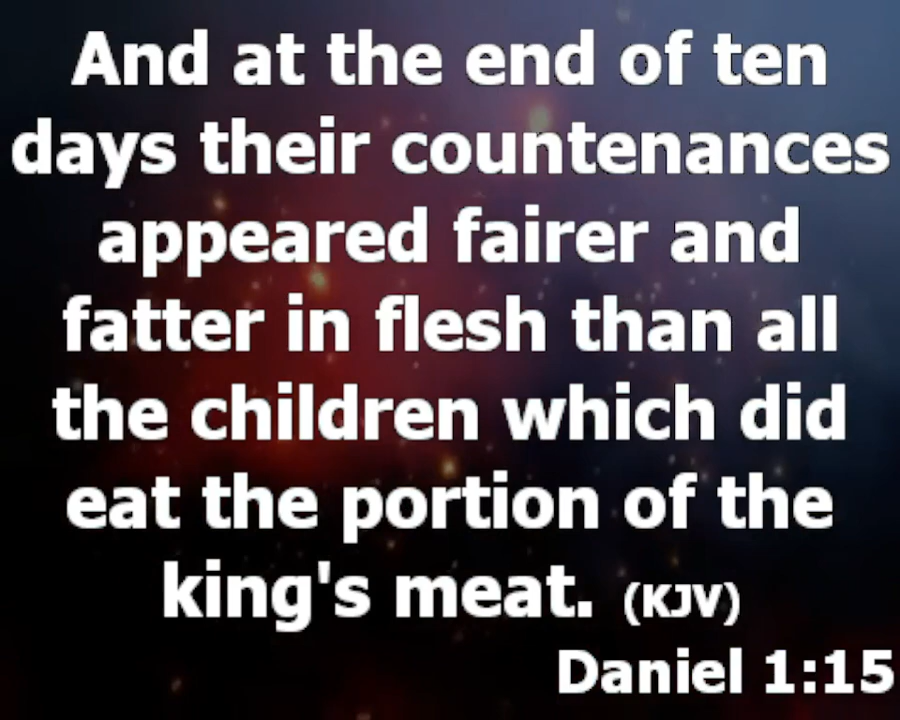 And at the end of ten
days their countenances
appeared fairer and
fatter in flesh than all
the children which did
eat the portion of the
king's meat. (KJV)
Daniel 1:15